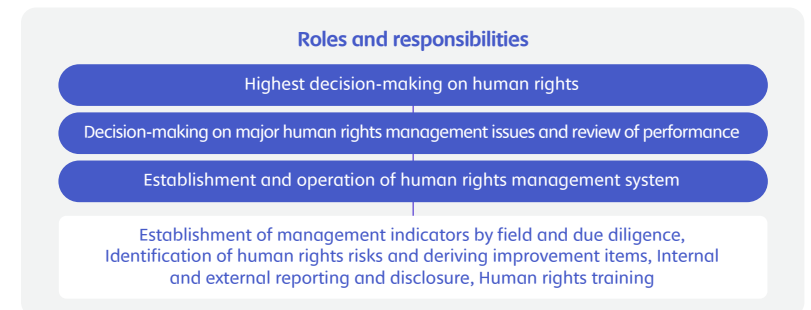 Roles and responsibilities
Highest decision-making on human rights
Decision-making on major human rights management issues and review of performance
Establishment and operation of human rights management system
Establishment of management indicators by field and due diligence,
Identification of human rights risks and deriving improvement items, Internal
and external reporting and disclosure, Human rights training